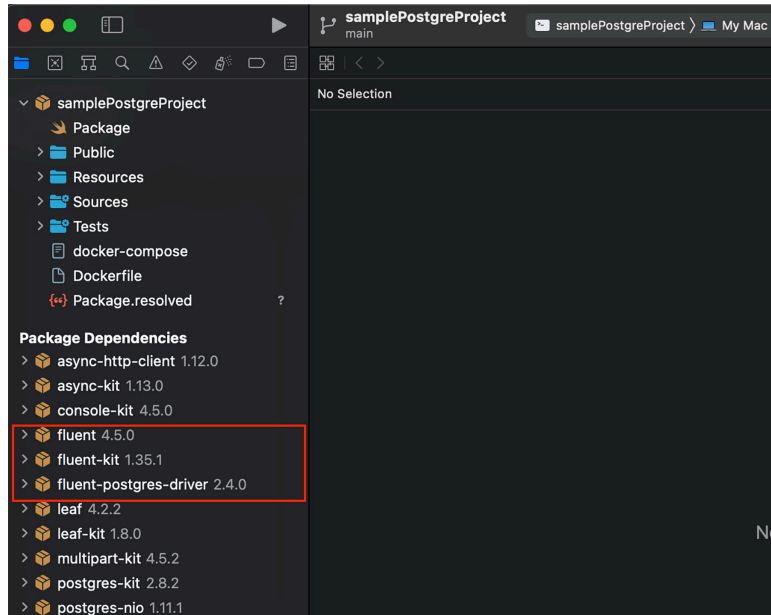 samplePostgreProject
main
samplePostgreProject 〉 My Mac
No Selection
samplePostgreProject
Package
Public
Resources
Sources
Tests
docker-compose
Dockerfile
Package.resolved ?
Package Dependencies
async-http-client 1.12.0
async-kit 1.13.0
console-kit 4.5.0
fluent 4.5.0
fluent-kit 1.35.1
fluent-postgres-driver 2.4.0
leaf 4.2.2
leaf-kit 1.8.0
multipart-kit 4.5.2
postgres-kit 2.8.2
postgres-nio 1.11.1